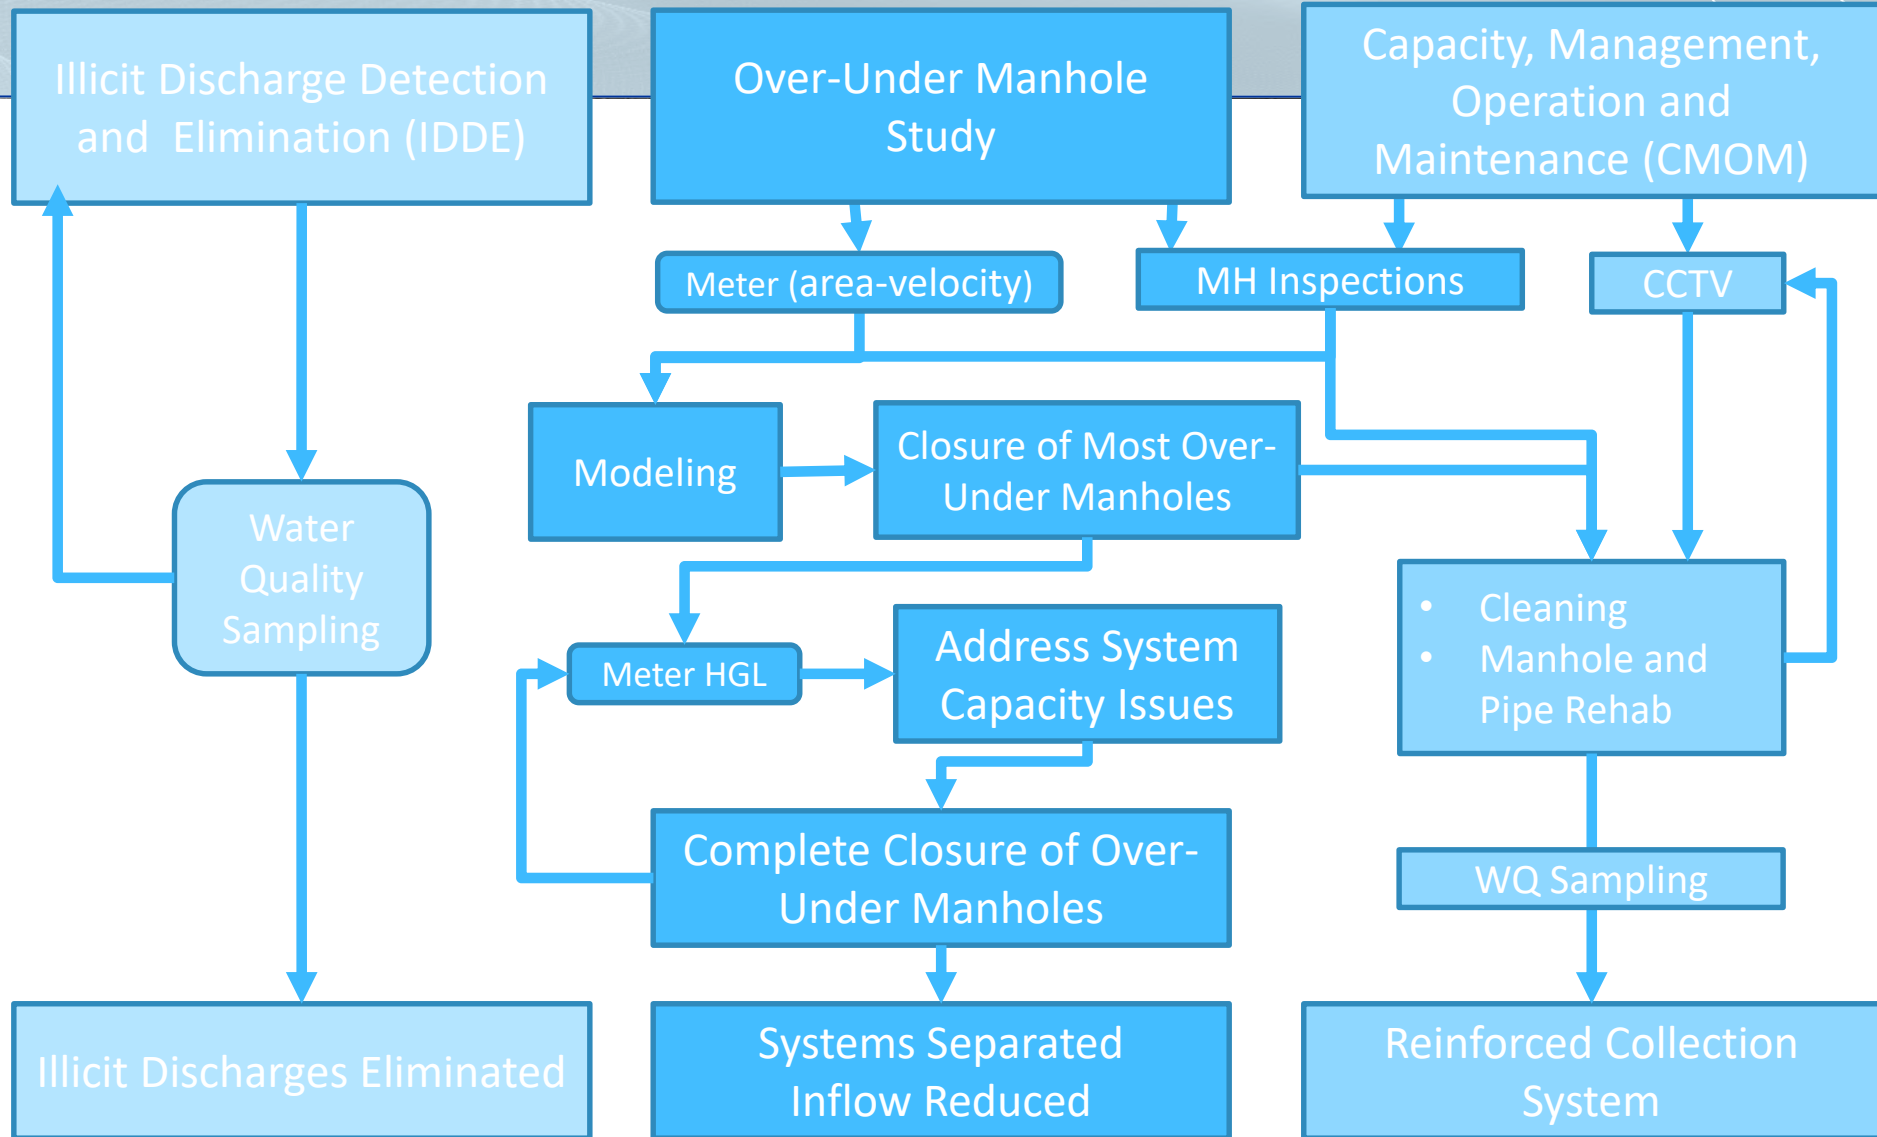 Illicit Discharge Detection
and Elimination (IDDE)
Over-Under Manhole
Study
Capacity, Management,
Operation and
Maintenance (CMOM)
Meter (area-velocity)
MH Inspections
CCTV
Modeling
Closure of Most Over-
Under Manholes
Water
Quality
Sampling
Meter HGL
Address System
Capacity Issues
• Cleaning
• Manhole and
Pipe Rehab
Complete Closure of Over-
Under Manholes
WQ Sampling
Illicit Discharges Eliminated
Systems Separated
Inflow Reduced
Reinforced Collection
System